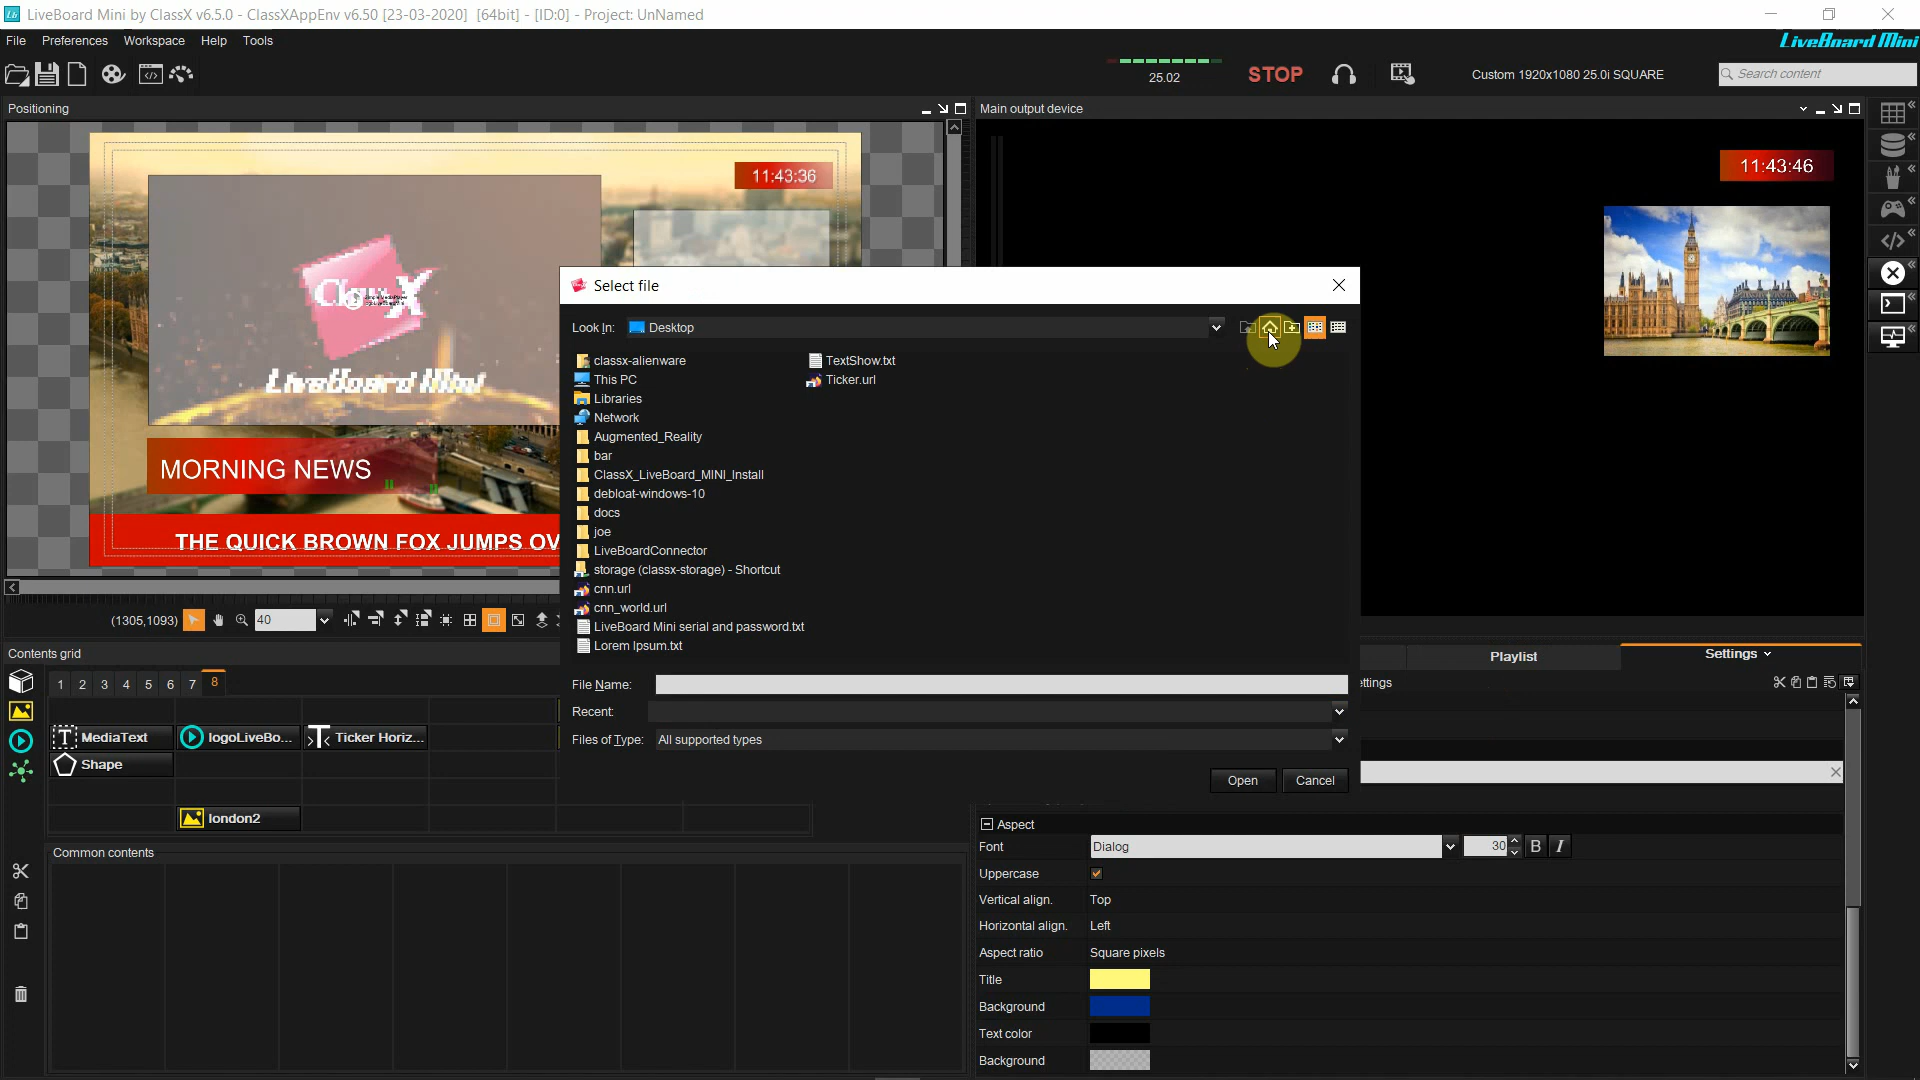 LiveBoard Mini by ClassX v6.5.0 - ClassXAppEnv v6.50 [23-03-2020] [64bit] - [ID:0] - Project: UnNamed
File Preferences Workspace Help Tools
LiveBoard Mini
25.02
STOP
Custom 1920x1080 25.0i SQUARE
Search content
Positioning
Main output device
11:43:36
11:43:46
ClassX
LiveBoard Mini
MORNING NEWS
THE QUICK BROWN FOX JUMPS OV
Select file
Look In: Desktop
classx-alienware
This PC
Libraries
Network
Augmented_Reality
bar
ClassX_LiveBoard_MINI_Install
debloat-windows-10
docs
joe
LiveBoardConnector
storage (classx-storage) - Shortcut
cnn.url
cnn_world.url
LiveBoard Mini serial and password.txt
Lorem Ipsum.txt
TextShow.txt
Ticker.url
File Name:
Recent:
Files of Type: All supported types
Open Cancel
(1305,1093) 40
Contents grid
1 2 3 4 5 6 7 8
MediaText logoLiveBo... Ticker Horiz...
Shape
london2
Common contents
Playlist Settings
ettings
Aspect
Font Dialog 30 B I
Uppercase
Vertical align. Top
Horizontal align. Left
Aspect ratio Square pixels
Title
Background
Text color
Background